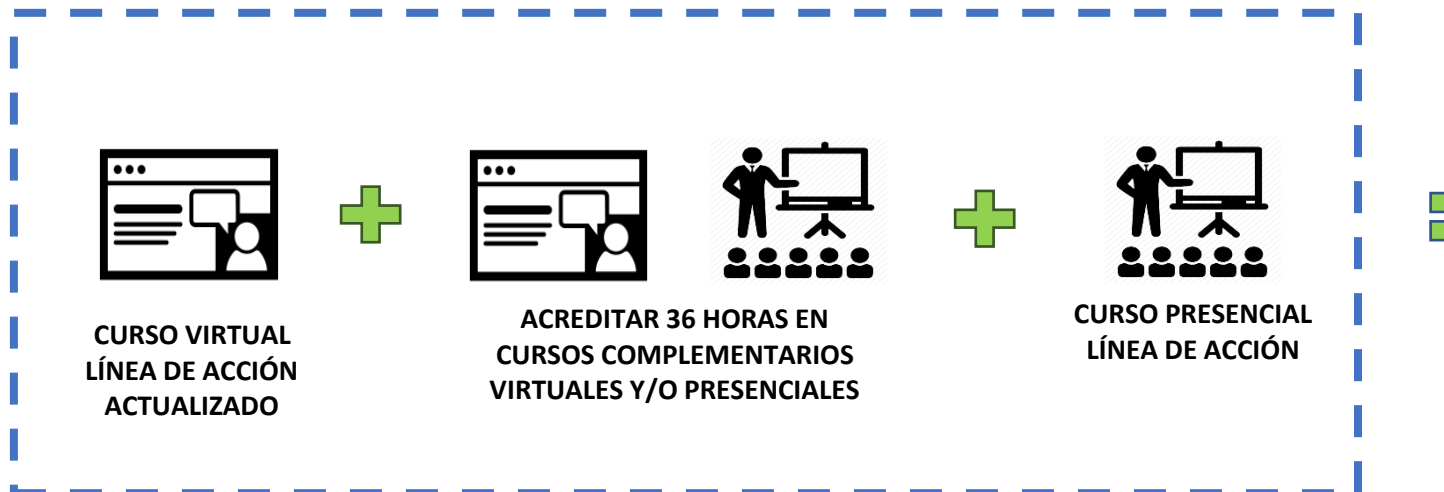 CURSO VIRTUAL
LÍNEA DE ACCIÓN
ACTUALIZADO
ACREDITAR 36 HORAS EN
CURSOS COMPLEMENTARIOS
VIRTUALES Y/O PRESENCIALES
CURSO PRESENCIAL
LÍNEA DE ACCIÓN